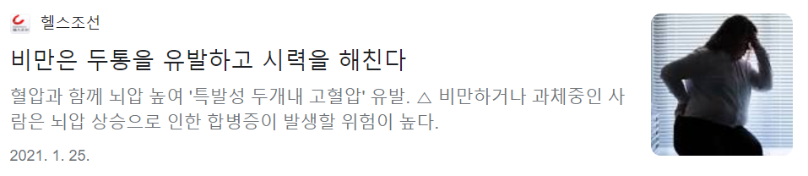 헬스조선
비만은 두통을 유발하고 시력을 해친다
혈압과 함께 뇌압 높여 '특발성 두개내 고혈압' 유발. △ 비만하거나 과체중인 사
람은 뇌압 상승으로 인한 합병증이 발생할 위험이 높다.
2021. 1. 25.